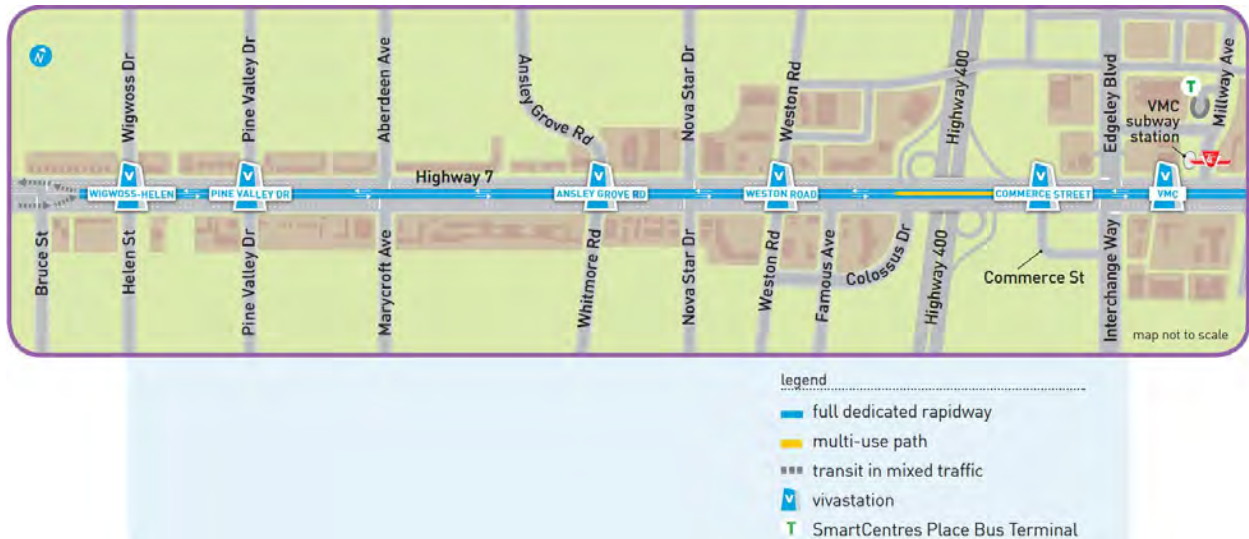 N
Wigwoss Dr
Pine Valley Dr
Aberdeen Ave
Ansley Grove Rd
Nova Star Dr
Weston Rd
Highway 400
Edgeley Blvd
Millway Ave
T
VMC
subway
station
Highway 7
V
WIGWOSS-HELEN
V
PINE VALLEY DR
V
ANSLEY GROVE RD
V
WESTON ROAD
V
COMMERCE STREET
V
VMC
Bruce St
Helen St
Pine Valley Dr
Marycroft Ave
Whitmore Rd
Nova Star Dr
Weston Rd
Famous Ave
Colossus Dr
Highway 400
Commerce St
Interchange Way
map not to scale
legend
full dedicated rapidway
multi-use path
transit in mixed traffic
V vivastation
T SmartCentres Place Bus Terminal